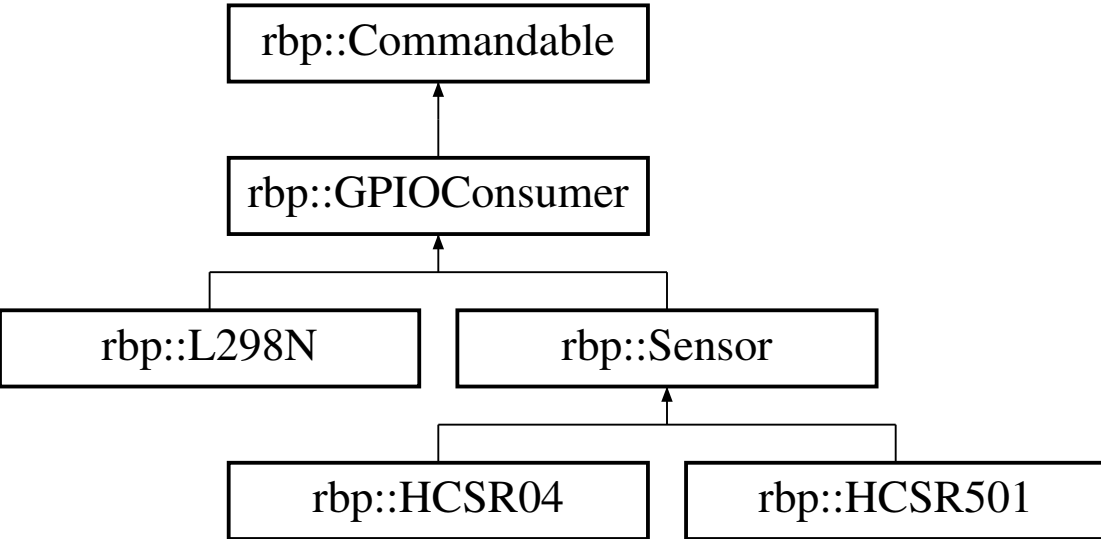 rbp::Commandable
rbp::GPIOConsumer
rbp::L298N
rbp::Sensor
rbp::HCSR04
rbp::HCSR501